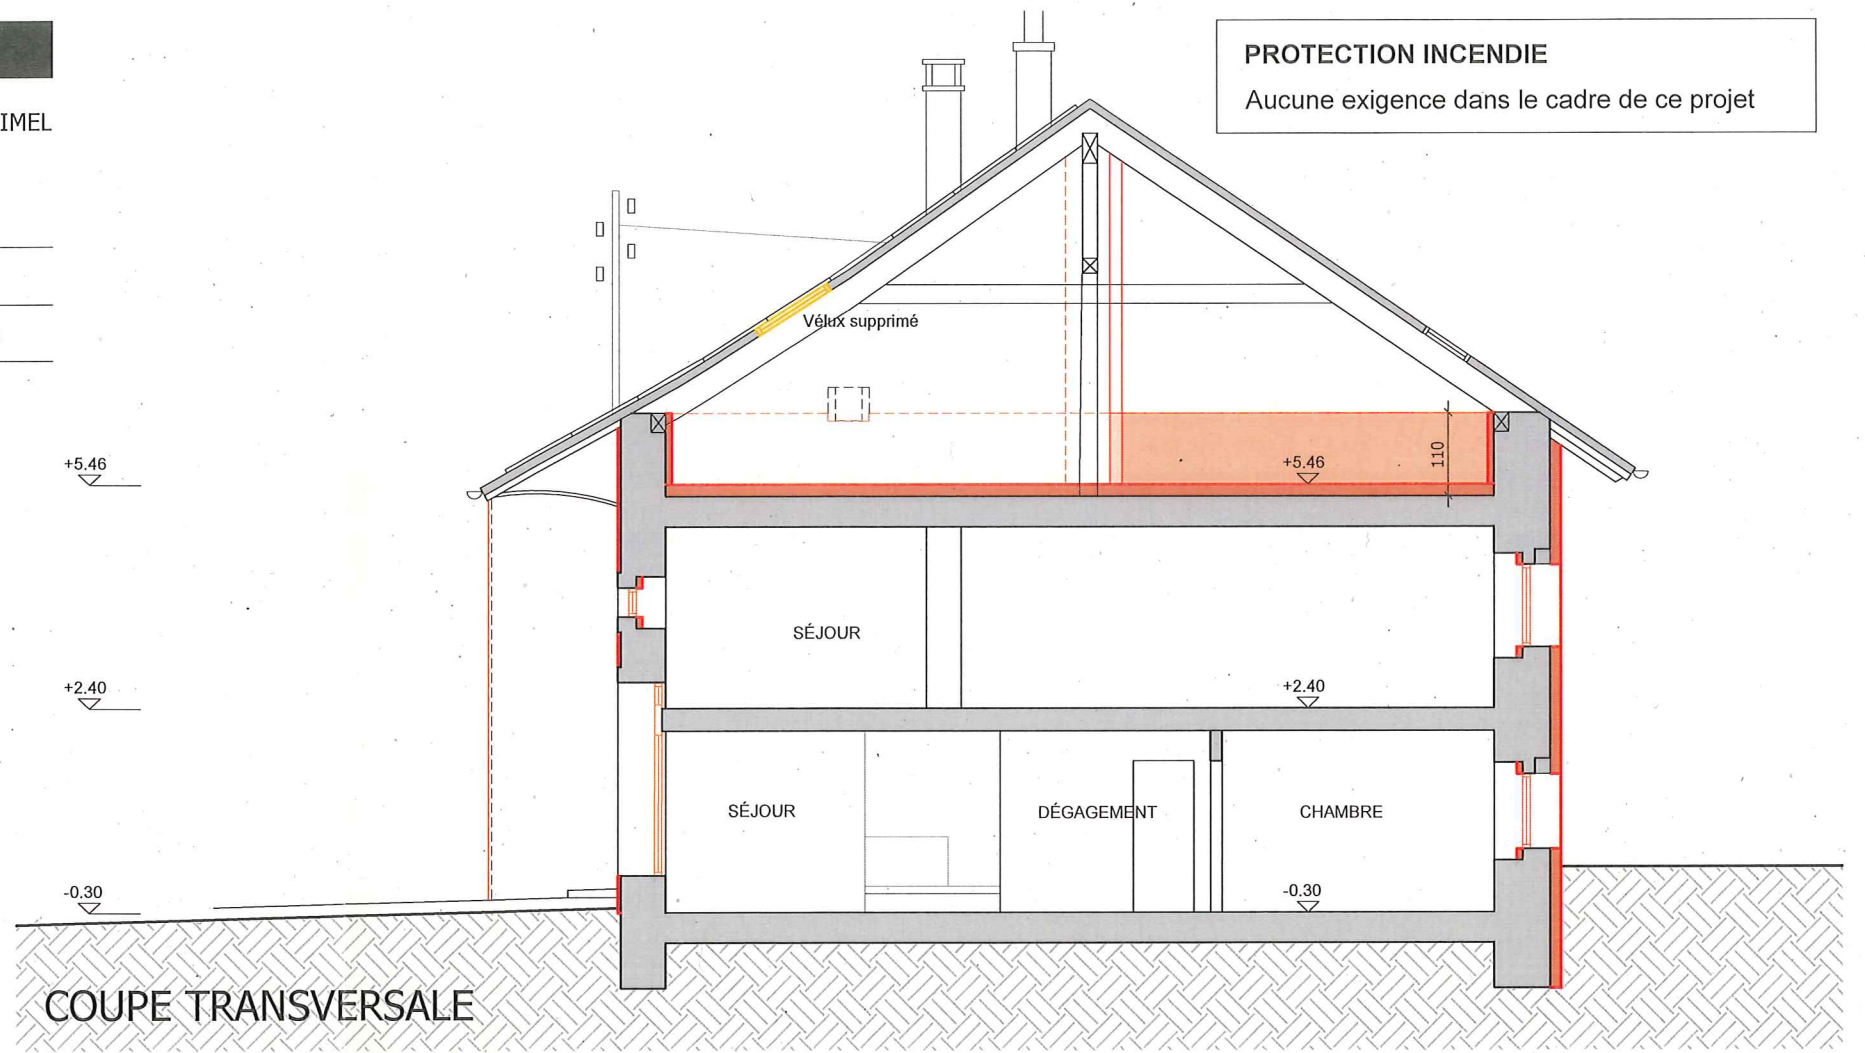 IMEL
PROTECTION INCENDIE
Aucune exigence dans le cadre de ce projet
Vélux supprimé
+5.46
+5.46
110
SÉJOUR
+2.40
+2.40
SÉJOUR
DÉGAGEMENT
CHAMBRE
-0.30
-0.30
COUPE TRANSVERSALE